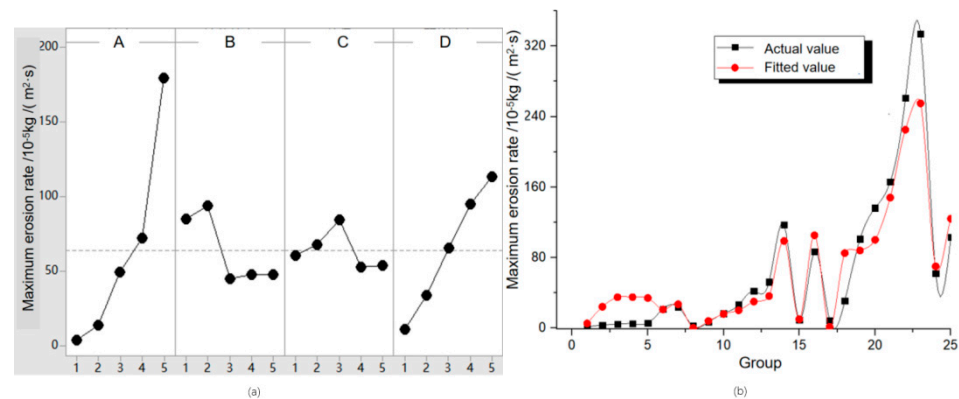 A B C D
Maximum erosion rate /10⁻⁵kg /( m²·s)
200
150
100
50
0
1 2 3 4 5 1 2 3 4 5 1 2 3 4 5 1 2 3 4 5
(a)
Maximum erosion rate /10⁻⁵kg /( m²·s)
320
240
160
80
0
Actual value
Fitted value
0 5 10 15 20 25
Group
(b)